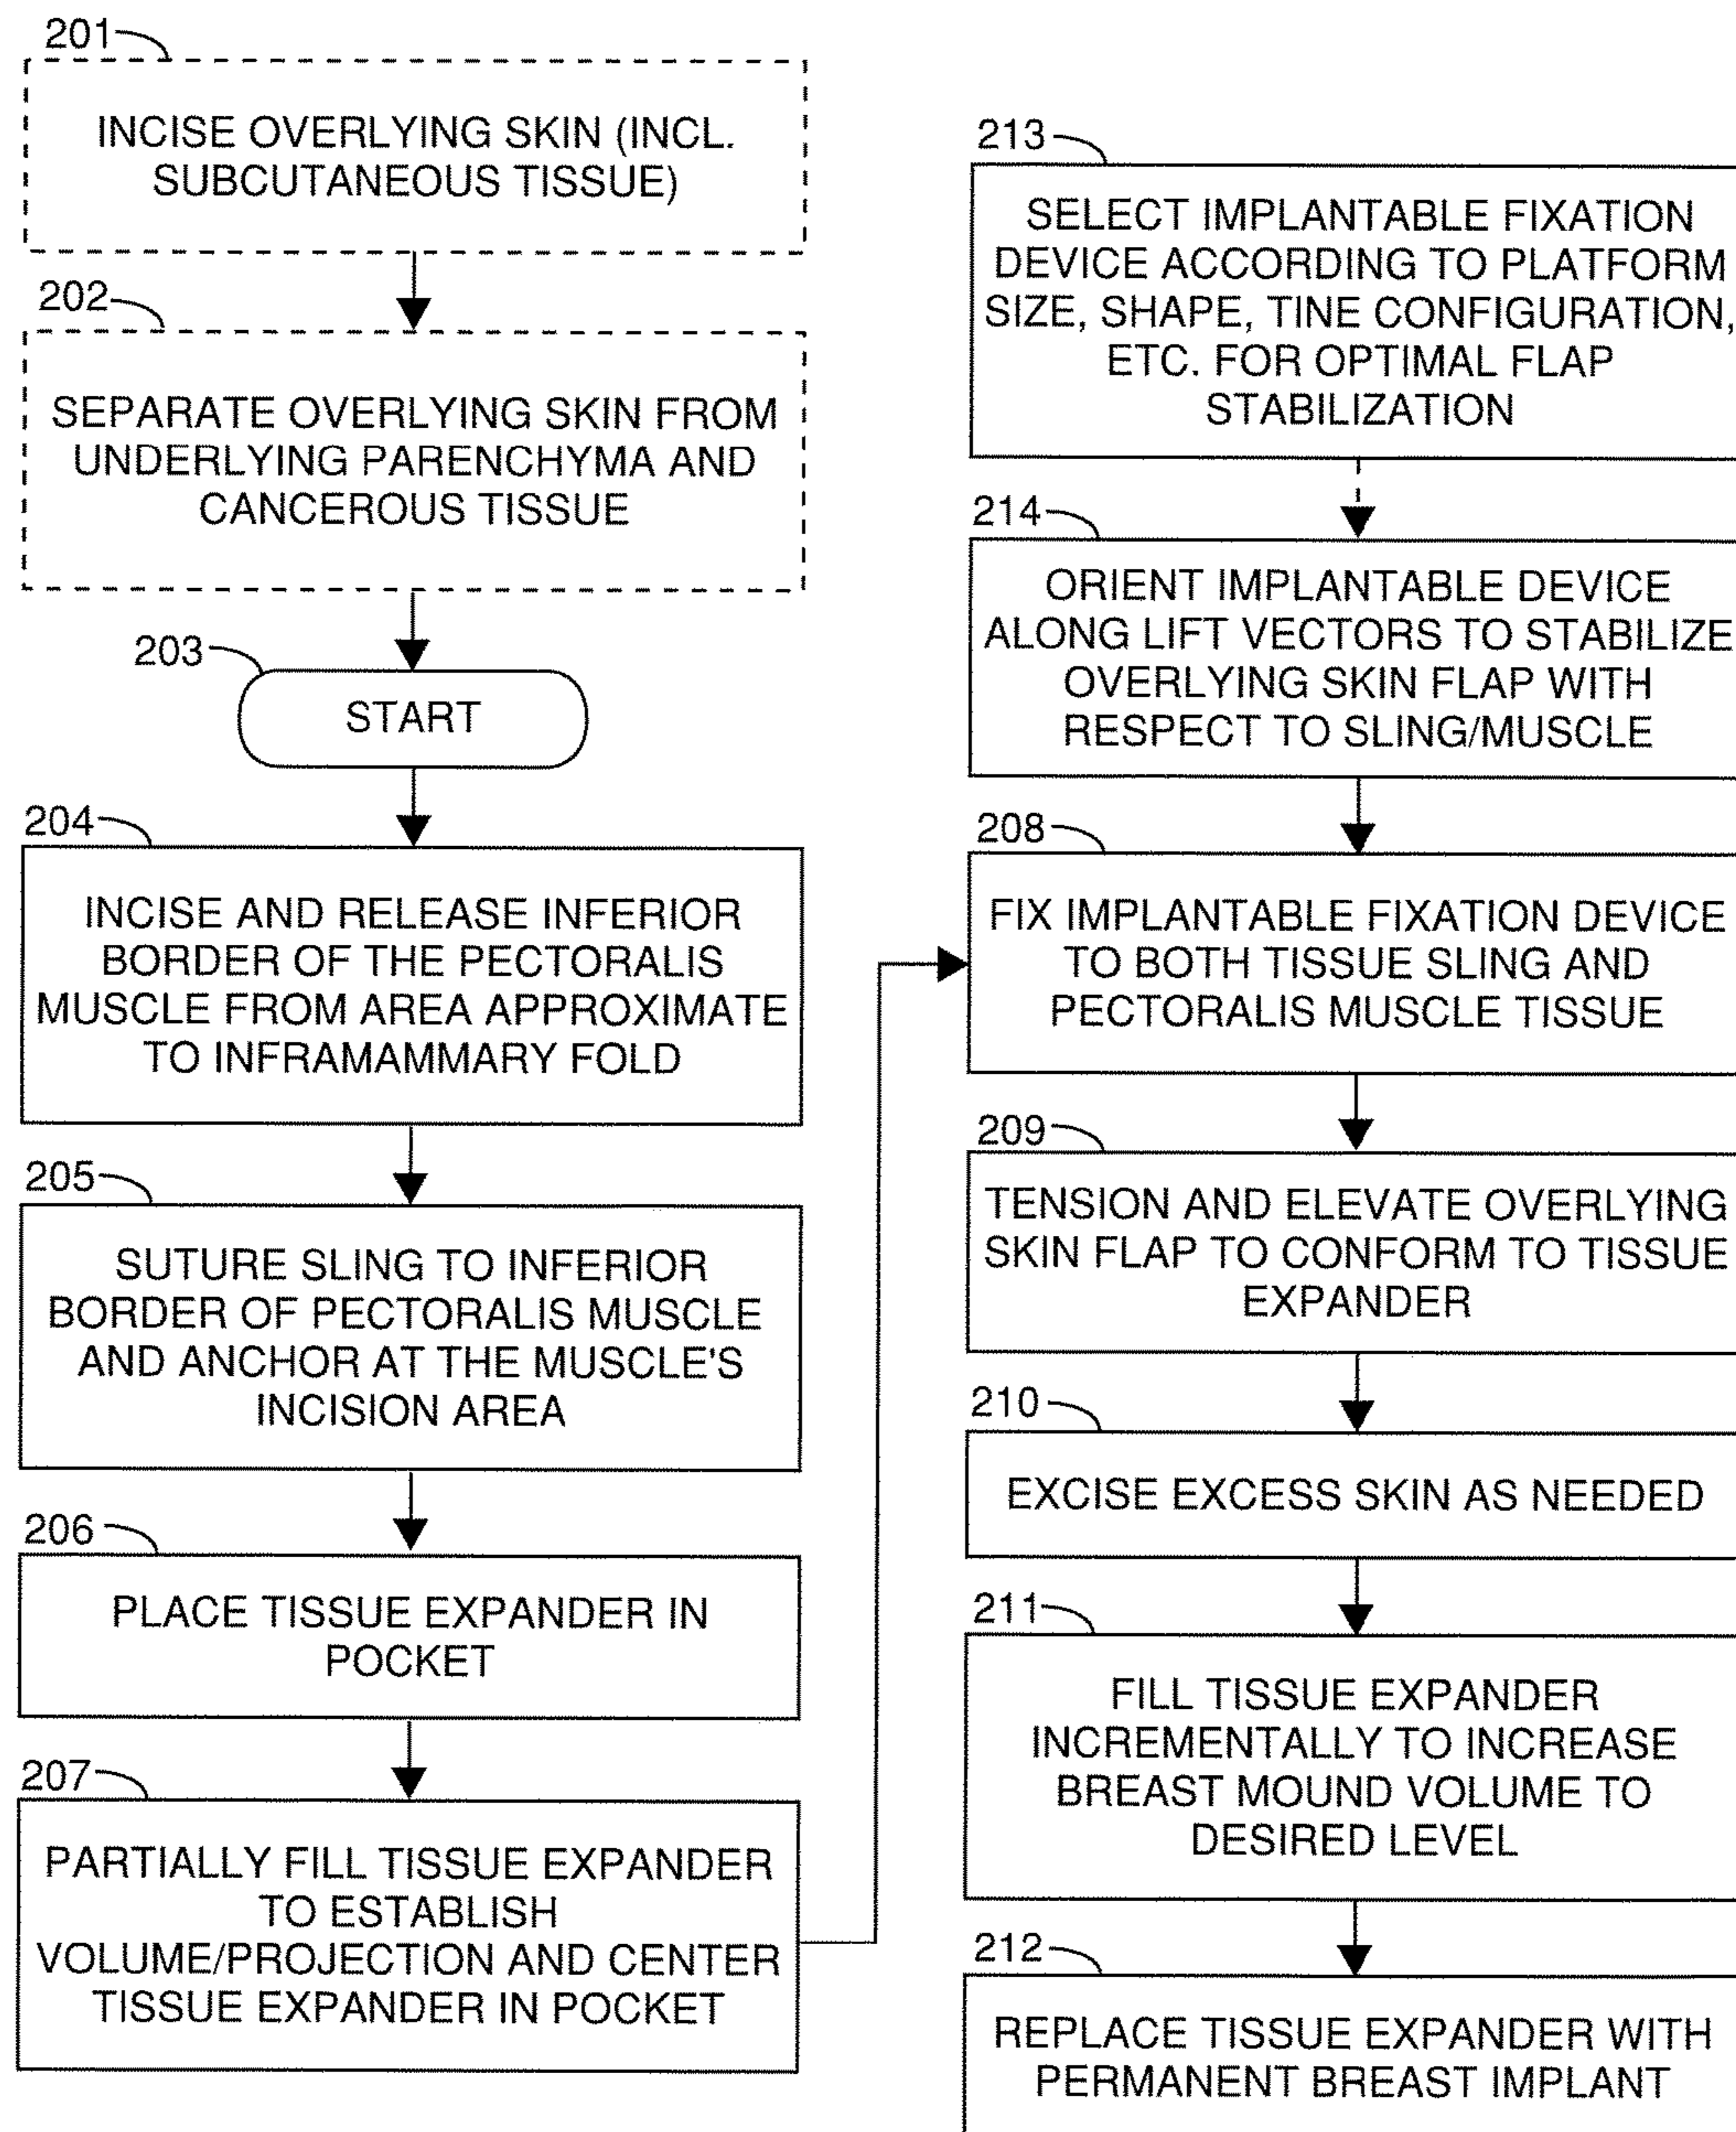 201
INCISE OVERLYING SKIN (INCL.
SUBCUTANEOUS TISSUE)
202
SEPARATE OVERLYING SKIN FROM
UNDERLYING PARENCHYMA AND
CANCEROUS TISSUE
203
START
204
INCISE AND RELEASE INFERIOR
BORDER OF THE PECTORALIS
MUSCLE FROM AREA APPROXIMATE
TO INFRAMAMMARY FOLD
205
SUTURE SLING TO INFERIOR
BORDER OF PECTORALIS MUSCLE
AND ANCHOR AT THE MUSCLE'S
INCISION AREA
206
PLACE TISSUE EXPANDER IN
POCKET
207
PARTIALLY FILL TISSUE EXPANDER
TO ESTABLISH
VOLUME/PROJECTION AND CENTER
TISSUE EXPANDER IN POCKET
213
SELECT IMPLANTABLE FIXATION
DEVICE ACCORDING TO PLATFORM
SIZE, SHAPE, TINE CONFIGURATION,
ETC. FOR OPTIMAL FLAP
STABILIZATION
214
ORIENT IMPLANTABLE DEVICE
ALONG LIFT VECTORS TO STABILIZE
OVERLYING SKIN FLAP WITH
RESPECT TO SLING/MUSCLE
208
FIX IMPLANTABLE FIXATION DEVICE
TO BOTH TISSUE SLING AND
PECTORALIS MUSCLE TISSUE
209
TENSION AND ELEVATE OVERLYING
SKIN FLAP TO CONFORM TO TISSUE
EXPANDER
210
EXCISE EXCESS SKIN AS NEEDED
211
FILL TISSUE EXPANDER
INCREMENTALLY TO INCREASE
BREAST MOUND VOLUME TO
DESIRED LEVEL
212
REPLACE TISSUE EXPANDER WITH
PERMANENT BREAST IMPLANT